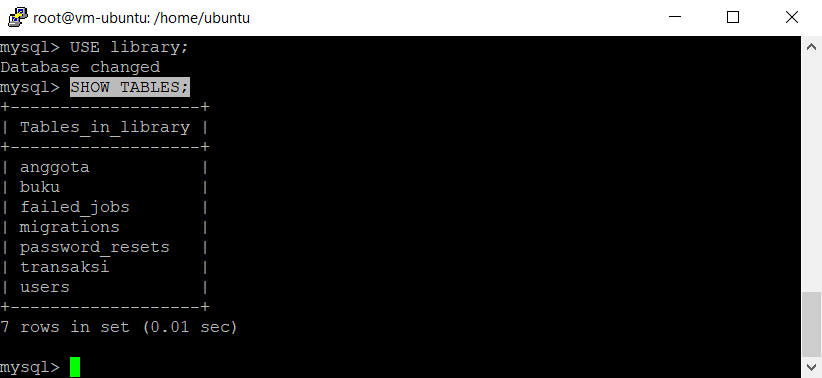 root@vm-ubuntu: /home/ubuntu
mysql> USE library;
Database changed
mysql> SHOW TABLES;
+-------------------+
| Tables_in_library |
+-------------------+
| anggota           |
| buku              |
| failed_jobs       |
| migrations        |
| password_resets   |
| transaksi         |
| users             |
+-------------------+
7 rows in set (0.01 sec)
mysql>